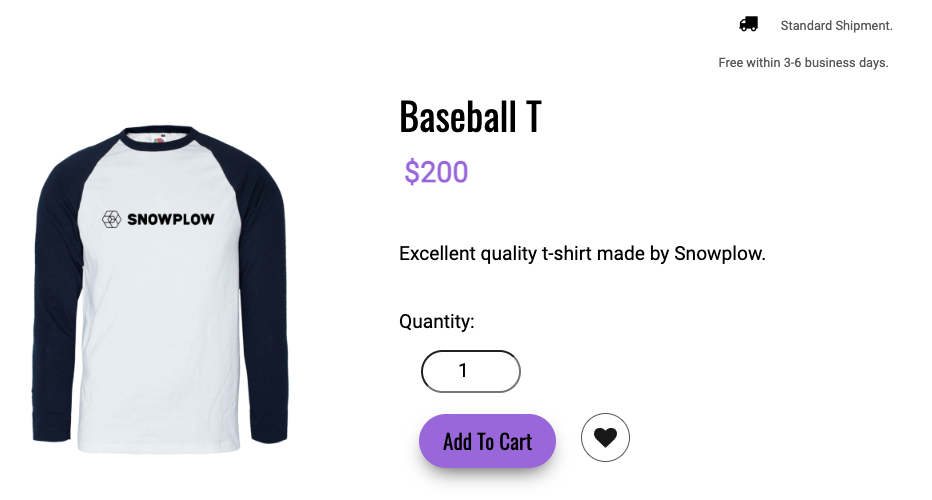 Standard Shipment.
Free within 3-6 business days.
Baseball T
$200
SNOWPLOW
Excellent quality t-shirt made by Snowplow.
Quantity:
1
Add To Cart